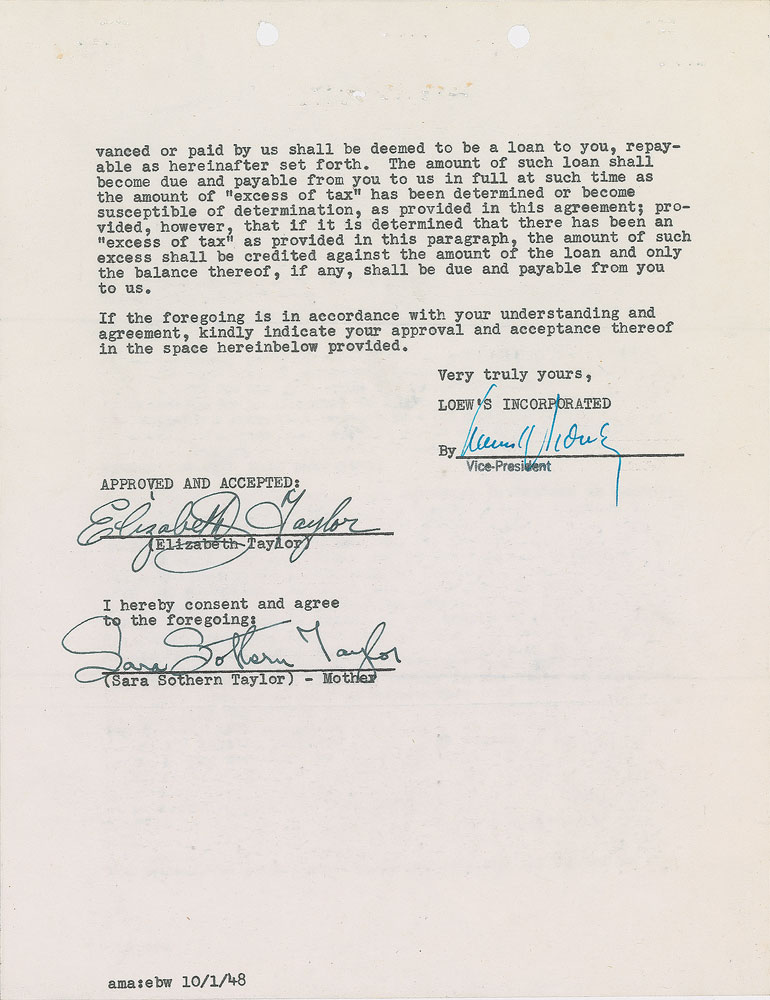 vanced or paid by us shall be deemed to be a loan to you, repay-
able as hereinafter set forth. The amount of such loan shall
become due and payable from you to us in full at such time as
the amount of "excess of tax" has been determined or become
susceptible of determination, as provided in this agreement; pro-
vided, however, that if it is determined that there has been an
"excess of tax" as provided in this paragraph, the amount of such
excess shall be credited against the amount of the loan and only
the balance thereof, if any, shall be due and payable from you
to us.
If the foregoing is in accordance with your understanding and
agreement, kindly indicate your approval and acceptance thereof
in the space hereinbelow provided.
Very truly yours,
LOEW'S INCORPORATED
By
Vice-President
APPROVED AND ACCEPTED:
Elizabeth Taylor
(Elizabeth Taylor)
I hereby consent and agree
to the foregoing:
Sara Sothern Taylor
(Sara Sothern Taylor) - Mother
ama:ebw 10/1/48